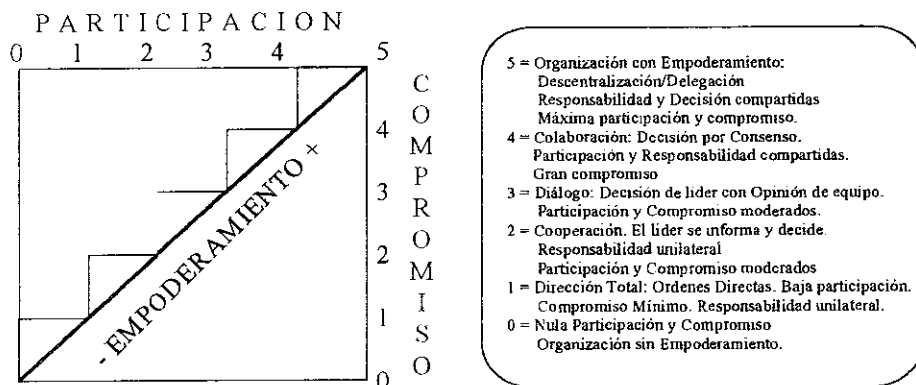 PARTICIPACION
0 1 2 3 4 5
COMPROMISO
4
3
2
1
0
- EMPODERAMIENTO +
5 = Organización con Empoderamiento:
Descentralización/Delegación
Responsabilidad y Decisión compartidas
Máxima participación y compromiso.
4 = Colaboración: Decisión por Consenso.
Participación y Responsabilidad compartidas.
Gran compromiso
3 = Diálogo: Decisión de lider con Opinión de equipo.
Participación y Compromiso moderados.
2 = Cooperación. El lider se informa y decide.
Responsabilidad unilateral
Participación y Compromiso moderados
1 = Dirección Total: Ordenes Directas. Baja participación.
Compromiso Mínimo. Responsabilidad unilateral.
0 = Nula Participación y Compromiso
Organización sin Empoderamiento.